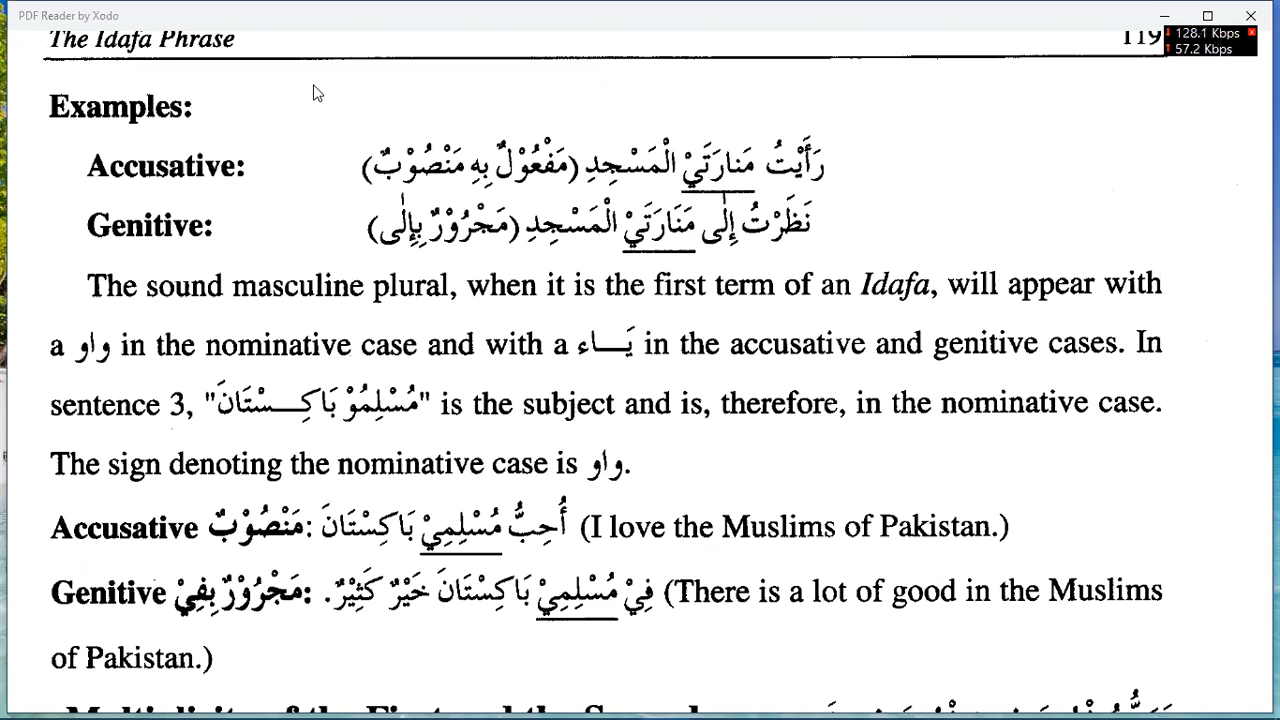 PDF Reader by Xodo
128.1 Kbps
57.2 Kbps
The Idafa Phrase 119
Examples:
Accusative: رَأَيْتُ مَنارَتَيْ الْمَسْجِدِ (مَفْعُوْلٌ بِهِ مَنْصُوْبٌ)
Genitive: نَظَرْتُ إِلٰى مَنَارَتَيْ الْمَسْجِدِ (مَجْرُوْرٌ بِإِلٰى)
The sound masculine plural, when it is the first term of an Idafa, will appear with
a واو in the nominative case and with a يَـــاء in the accusative and genitive cases. In
sentence 3, "مُسْلِمُوْ بَاكِـــسْتَانَ" is the subject and is, therefore, in the nominative case.
The sign denoting the nominative case is واو.
Accusative مَنْصُوْبٌ: أُحِبُّ مُسْلِمِيْ بَاكِسْتَانَ (I love the Muslims of Pakistan.)
Genitive مَجْرُوْرٌ بِفِيْ: فِيْ مُسْلِمِيْ بَاكِسْتَانَ خَيْرٌ كَثِيْرٌ. (There is a lot of good in the Muslims
of Pakistan.)